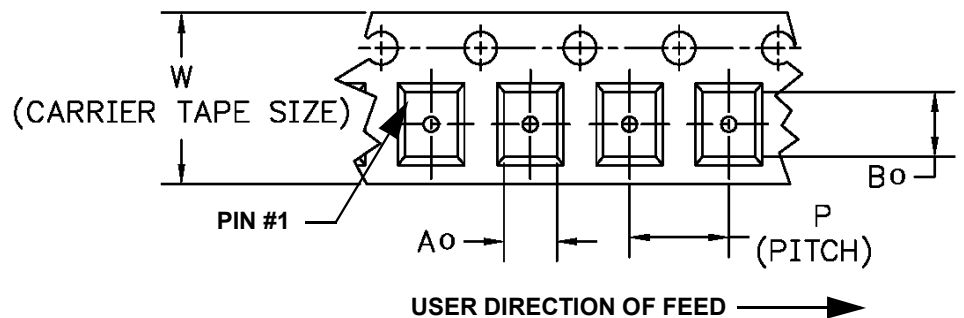 W
(CARRIER TAPE SIZE)
PIN #1
Ao
Bo
P
(PITCH)
USER DIRECTION OF FEED